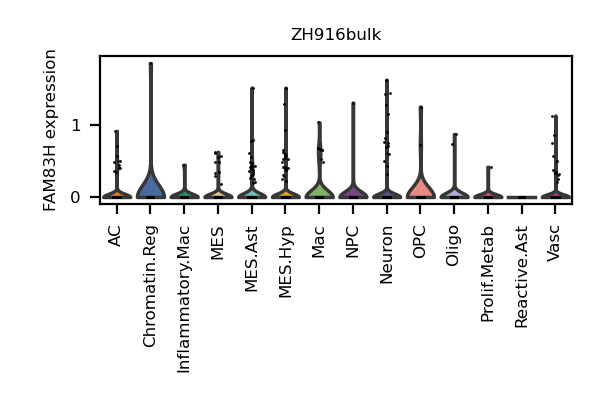 ZH916bulk
FAM83H expression
1
0
AC
Chromatin.Reg
Inflammatory.Mac
MES
MES.Ast
MES.Hyp
Mac
NPC
Neuron
OPC
Oligo
Prolif.Metab
Reactive.Ast
Vasc